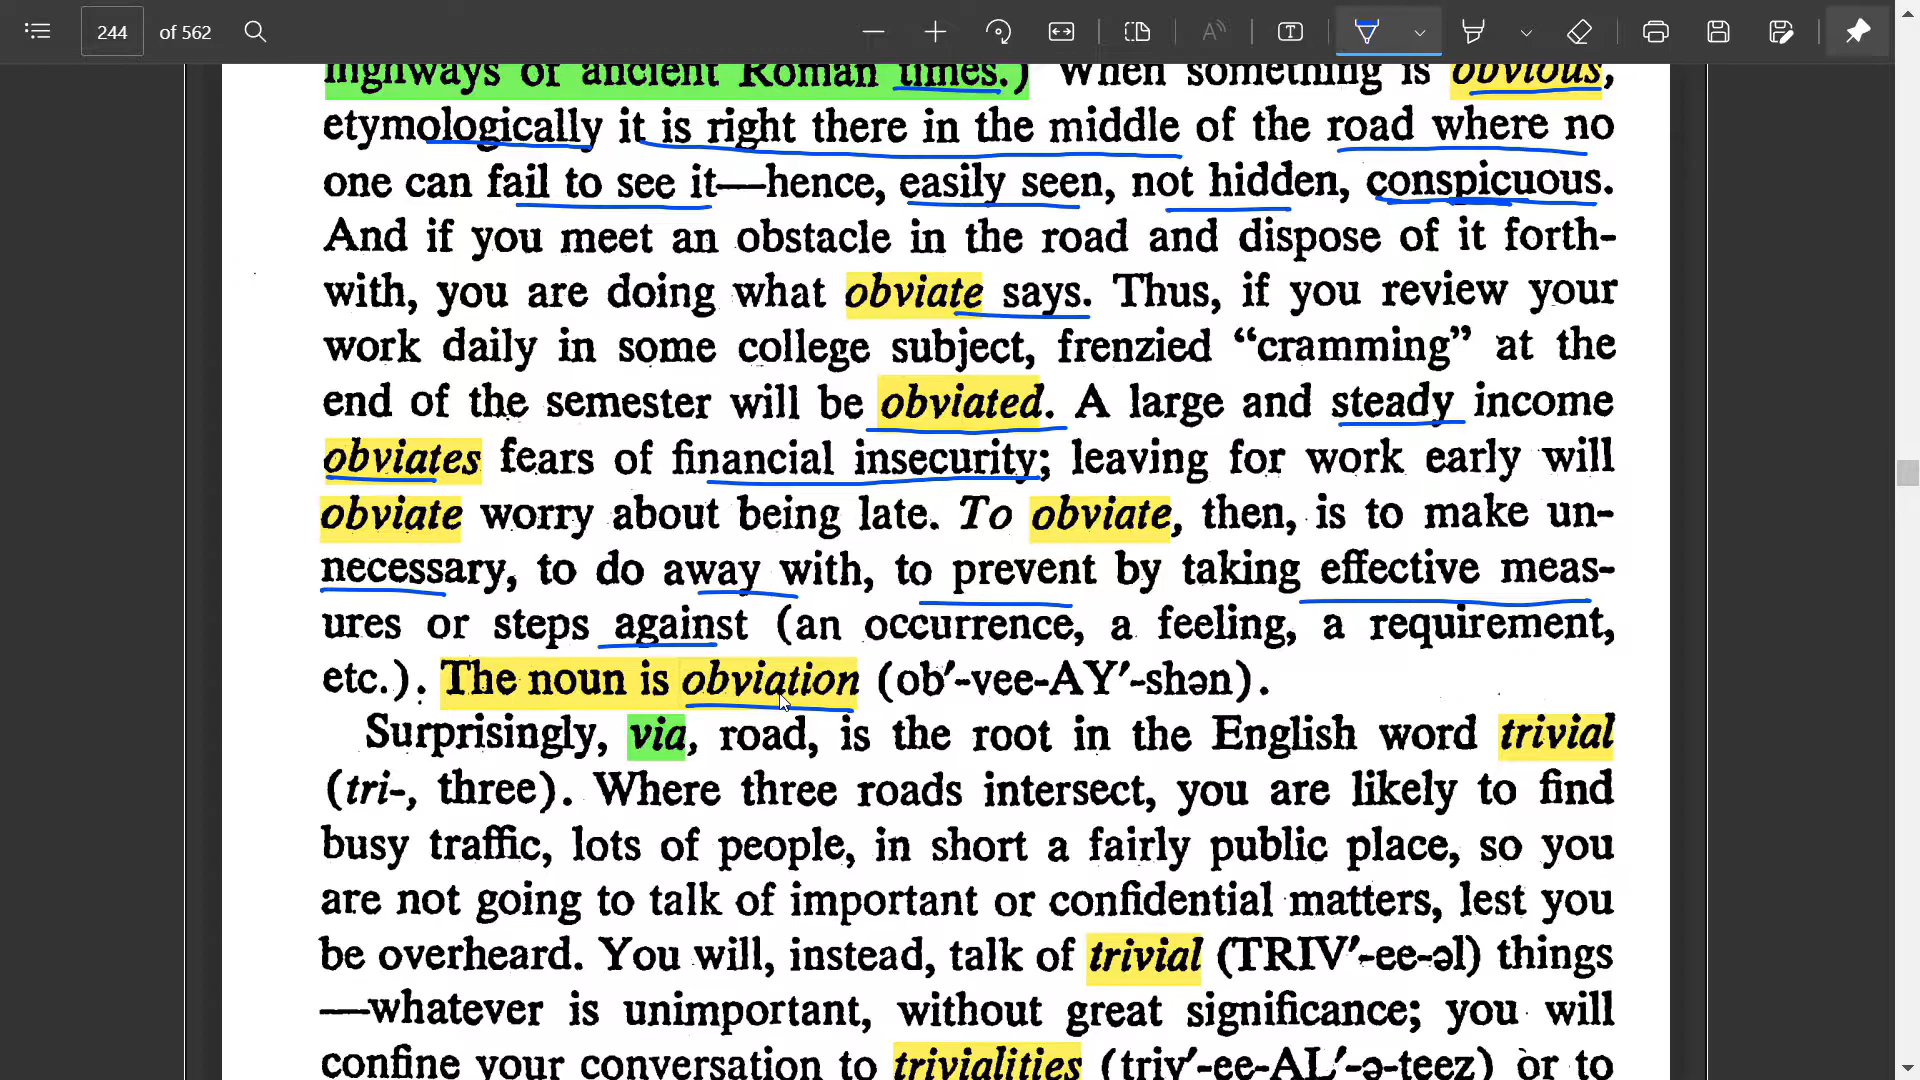 244 of 562
highways of ancient Roman times.) When something is obvious,
etymologically it is right there in the middle of the road where no
one can fail to see it—hence, easily seen, not hidden, conspicuous.
And if you meet an obstacle in the road and dispose of it forth-
with, you are doing what obviate says. Thus, if you review your
work daily in some college subject, frenzied “cramming” at the
end of the semester will be obviated. A large and steady income
obviates fears of financial insecurity; leaving for work early will
obviate worry about being late. To obviate, then, is to make un-
necessary, to do away with, to prevent by taking effective meas-
ures or steps against (an occurrence, a feeling, a requirement,
etc.). The noun is obviation (ob′-vee-AY′-shən).
Surprisingly, via, road, is the root in the English word trivial
(tri-, three). Where three roads intersect, you are likely to find
busy traffic, lots of people, in short a fairly public place, so you
are not going to talk of important or confidential matters, lest you
be overheard. You will, instead, talk of trivial (TRIV′-ee-əl) things
—whatever is unimportant, without great significance; you will
confine your conversation to trivialities (triv′-ee-AL′-ə-teez) or to